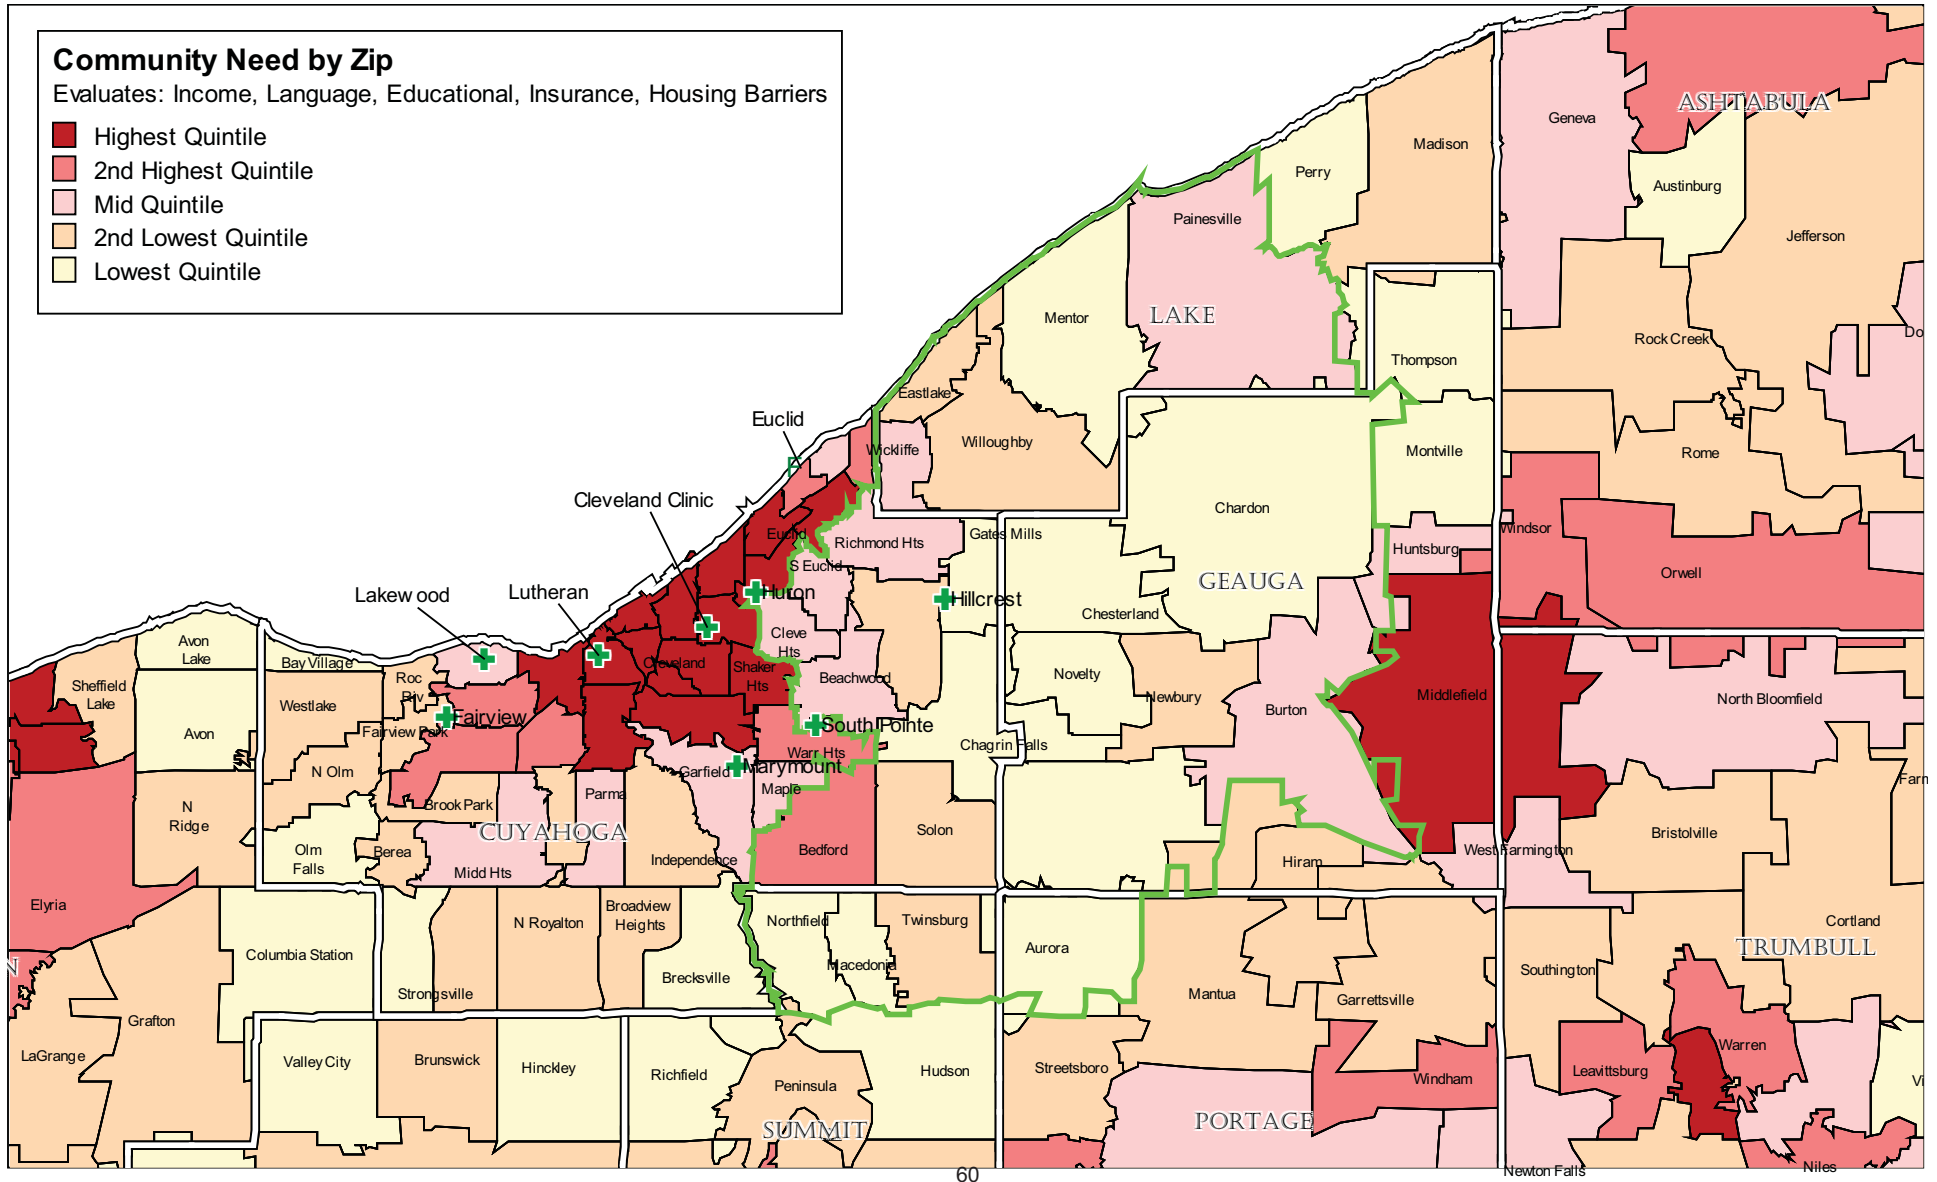 Community Need by Zip
Evaluates: Income, Language, Educational, Insurance, Housing Barriers
Highest Quintile
2nd Highest Quintile
Mid Quintile
2nd Lowest Quintile
Lowest Quintile
ASHTABULA
Geneva
Madison
Perry
Austinburg
Painesville
Jefferson
LAKE
Mentor
Rock Creek
Do
Thompson
Eastlake
Euclid
F
Wickliffe
Willoughby
Montville
Rome
Cleveland Clinic
Chardon
Windsor
Euclid
Richmond Hts
Gates Mills
Huntsburg
S Euclid
Orwell
GEAUGA
Lakew ood
Lutheran
Huron
Hillcrest
Chesterland
Avon
Lake
Cleve
Hts
Bay Village
Cleveland
Shaker
Hts
Beachwood
Novelty
Roc
Riv
Sheffield
Lake
Westlake
Newbury
Middlefield
North Bloomfield
Burton
Fairview
Fairview Park
South Pointe
Avon
Chagrin Falls
Warr Hts
N Olm
Garfield
Marymount
Maple
Farm
Parma
N
Ridge
Brook Park
CUYAHOGA
Solon
Bristolville
Olm
Falls
Berea
Bedford
West Farmington
Independence
Hiram
Midd Hts
Elyria
Broadview
Heights
N Royalton
Northfield
Twinsburg
Cortland
Aurora
TRUMBULL
Columbia Station
N
Macedonia
Southington
Brecksville
Strongsville
Mantua
Garrettsville
Grafton
Warren
LaGrange
Valley City
Brunswick
Hinckley
Richfield
Peninsula
Hudson
Streetsboro
Windham
Leavittsburg
Vi
SUMMIT
PORTAGE
Newton Falls
Niles
60